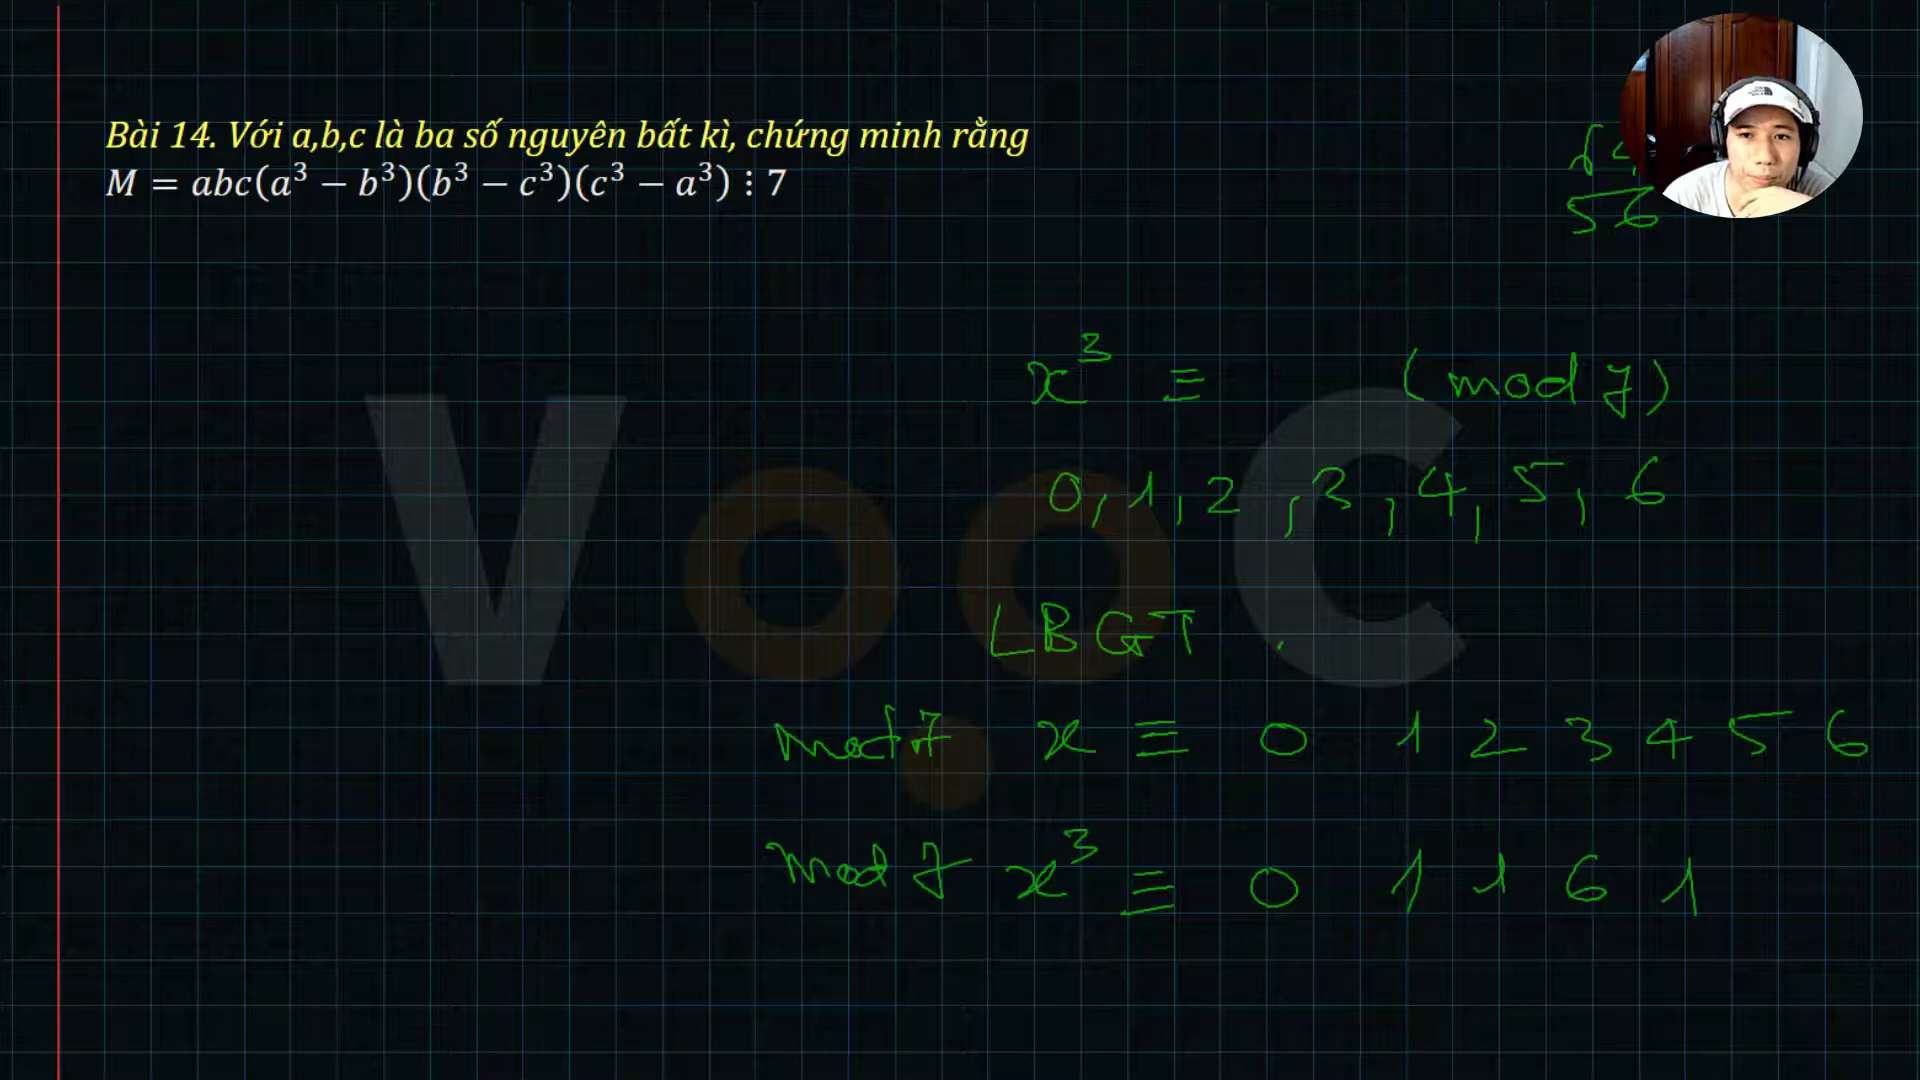 Bài 14. Với a,b,c là ba số nguyên bất kì, chứng minh rằng
M = abc(a³ − b³)(b³ − c³)(c³ − a³) ⋮ 7
56
x³ ≡ (mod 7)
0, 1, 2, 3, 4, 5, 6
LBGT
mod 7 x ≡ 0 1 2 3 4 5 6
mod 7 x³ ≡ 0 1 1 6 1
VOOC